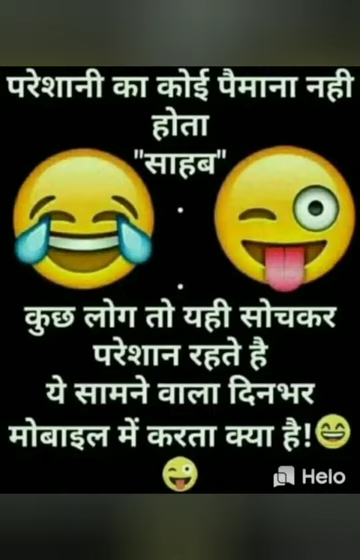 परेशानी का कोई पैमाना नही
होता
"साहब"
.
.
कुछ लोग तो यही सोचकर
परेशान रहते है
ये सामने वाला दिनभर
मोबाइल में करता क्या है!😄
😜
Helo